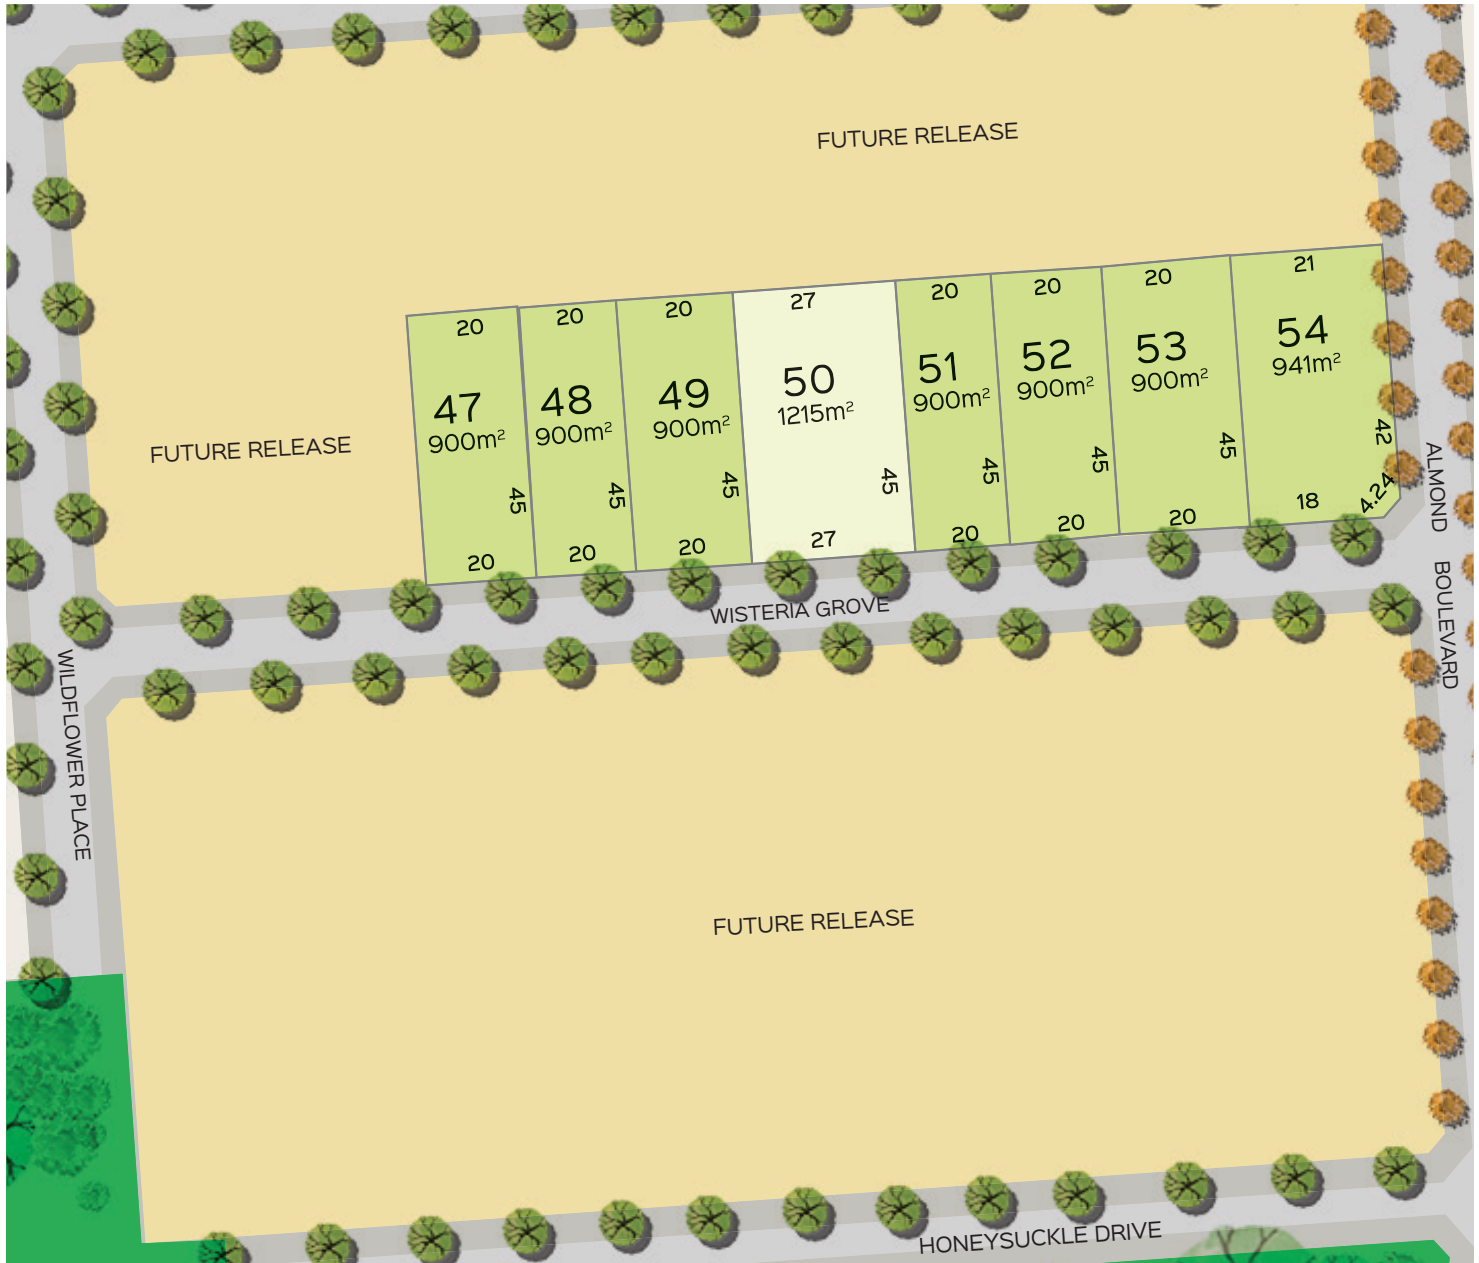 FUTURE RELEASE
FUTURE RELEASE
20
47
900m²
45
20
20
48
900m²
45
20
20
49
900m²
45
20
27
50
1215m²
45
27
20
51
900m²
45
20
20
52
900m²
45
20
20
53
900m²
45
20
21
54
941m²
42
18
4.24
WISTERIA GROVE
ALMOND BOULEVARD
WILDFLOWER PLACE
FUTURE RELEASE
HONEYSUCKLE DRIVE